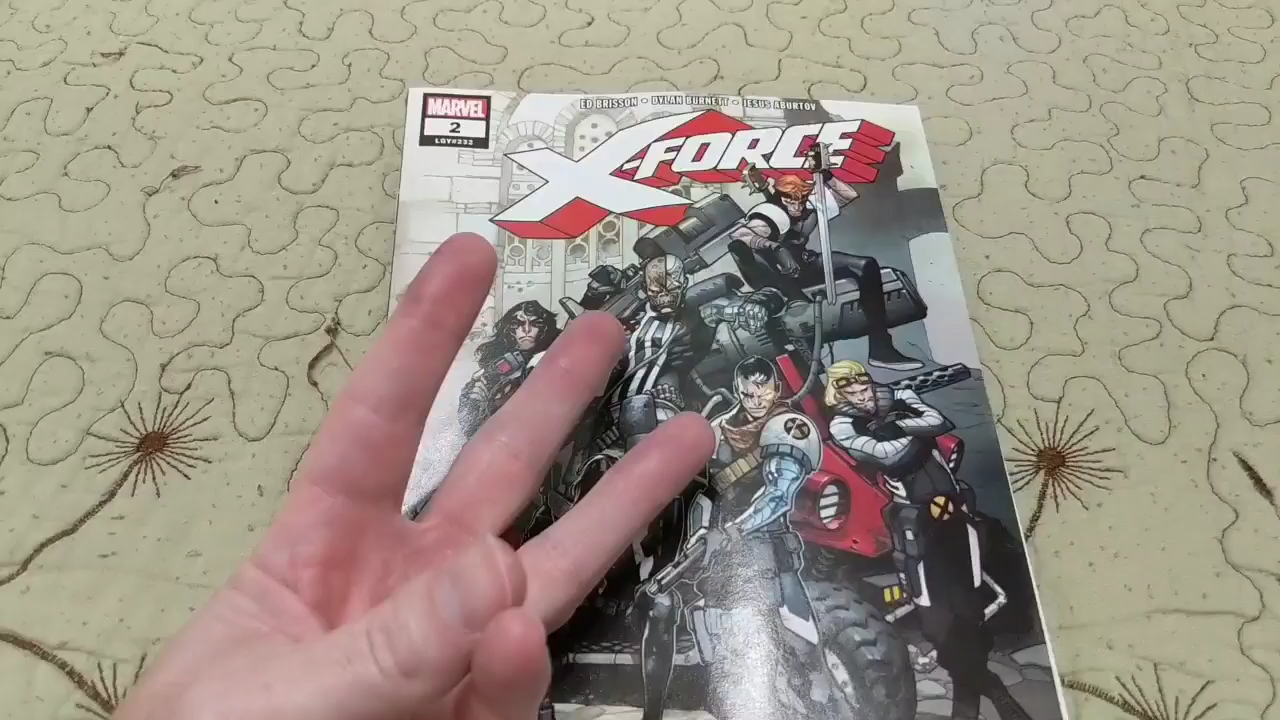 ED BRISSON • DYLAN BURNETT • JESUS ABURTOV
MARVEL
2
LGY#232
X-FORCE